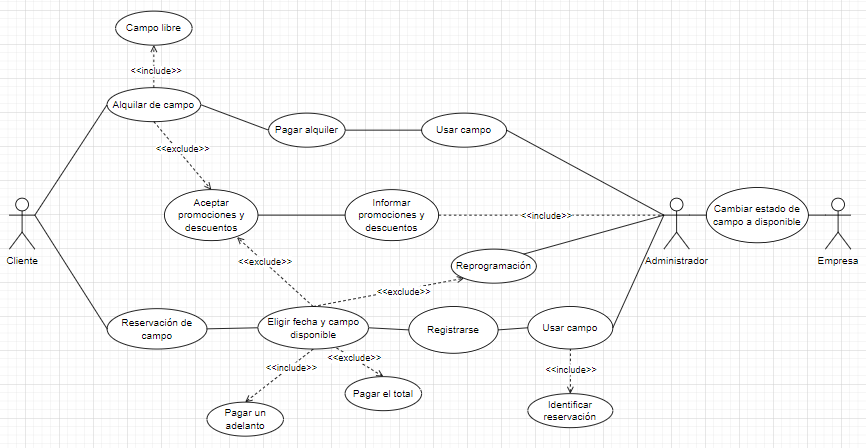 Campo libre
<<include>>
Alquilar de campo
Pagar alquiler
Usar campo
<<exclude>>
Aceptar
promociones y
descuentos
Informar
promociones y
descuentos
<<include>>
Cambiar estado de
campo a disponible
Cliente
Administrador
Empresa
<<exclude>>
Reprogramación
<<exclude>>
Reservación de
campo
Eligir fecha y campo
disponible
Registrarse
Usar campo
<<include>>
<<exclude>>
<<include>>
Pagar un
adelanto
Pagar el total
Identificar
reservación